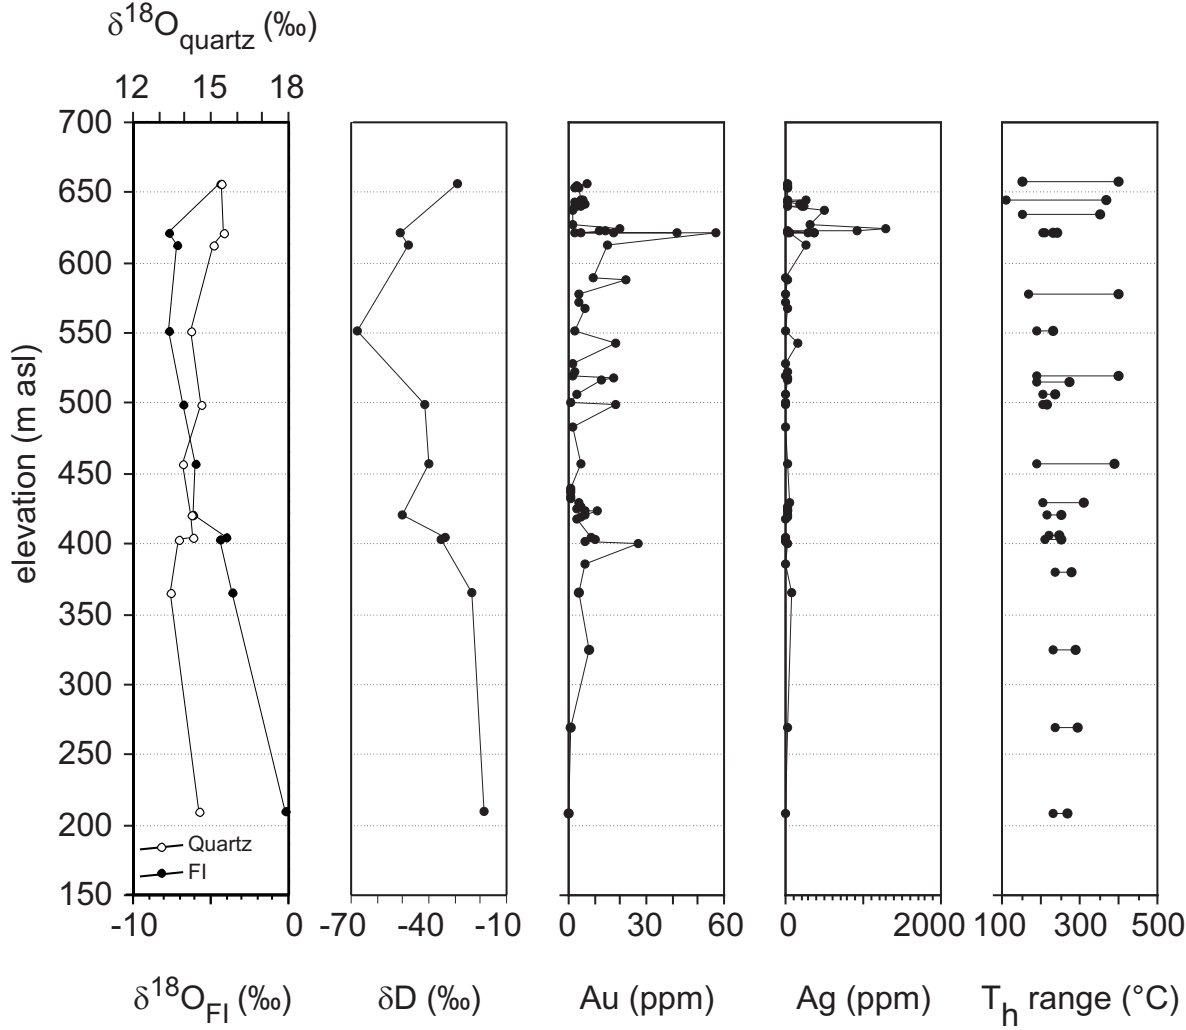 δ18Oquartz (‰)
12 15 18
700
650
600
550
500
450
400
350
300
250
200
150
elevation (m asl)
Quartz
FI
-10 0 -70 -40 -10 0 30 60 0 2000 100 300 500
δ18OFI (‰) δD (‰) Au (ppm) Ag (ppm) Th range (°C)